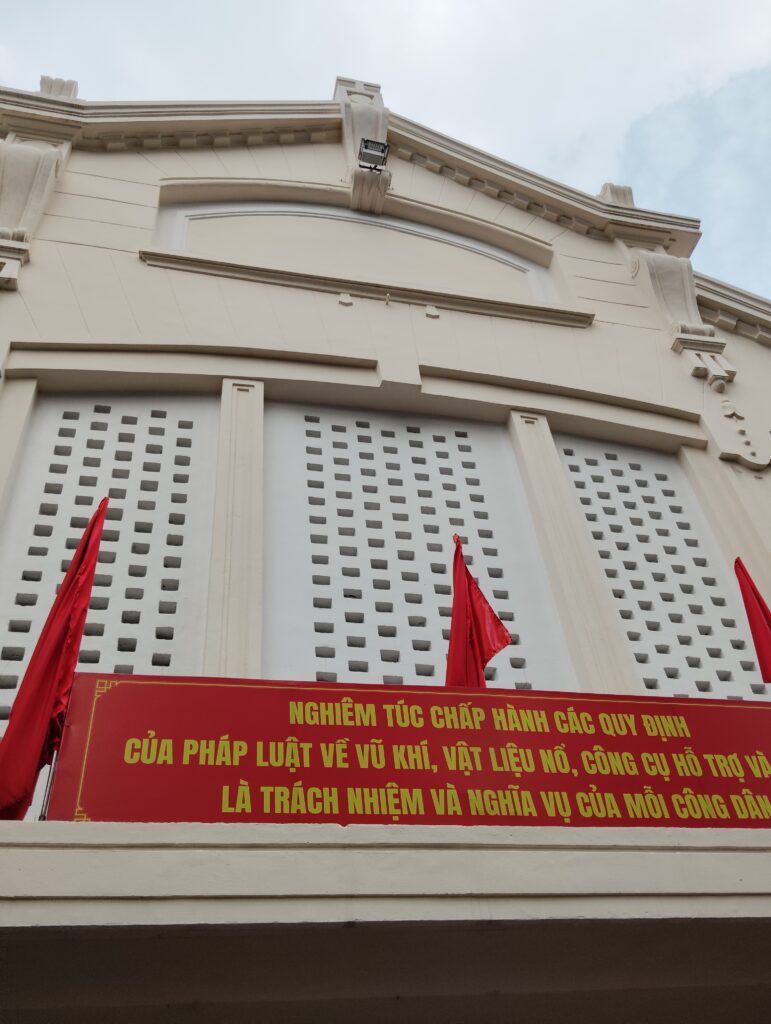 NGHIÊM TÚC CHẤP HÀNH CÁC QUY ĐỊNH
CỦA PHÁP LUẬT VỀ VŨ KHÍ, VẬT LIỆU NỔ, CÔNG CỤ HỖ TRỢ VÀ
LÀ TRÁCH NHIỆM VÀ NGHĨA VỤ CỦA MỖI CÔNG DÂN